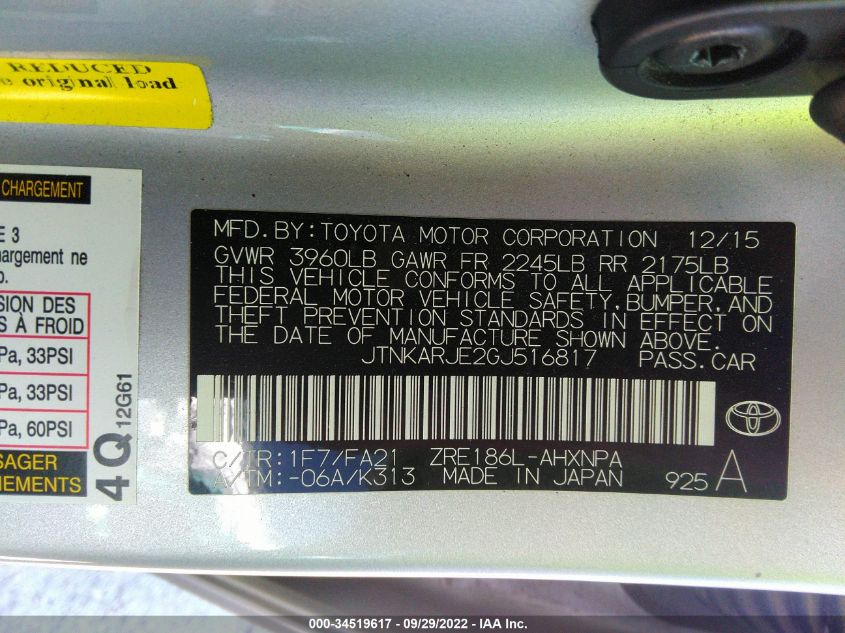 REDUCED
original load
CHARGEMENT
E 3
chargement ne
o.
SION DES
S À FROID
Pa, 33PSI
Pa, 33PSI
Pa, 60PSI
SAGER
NEMENTS
4Q 12G61
MFD.BY:TOYOTA MOTOR CORPORATION 12/15
GVWR 3960LB GAWR FR 2245LB RR 2175LB
THIS VEHICLE CONFORMS TO ALL APPLICABLE
FEDERAL MOTOR VEHICLE SAFETY,BUMPER,AND
THEFT PREVENTION STANDARDS IN EFFECT ON
THE DATE OF MANUFACTURE SHOWN ABOVE.
JTNKARJE2GJ516817 PASS.CAR
C/TR:1F7/FA21 ZRE186L-AHXNPA
A/TM:-06A/K313 MADE IN JAPAN 925 A
000-34519617 - 09/29/2022 - IAA Inc.